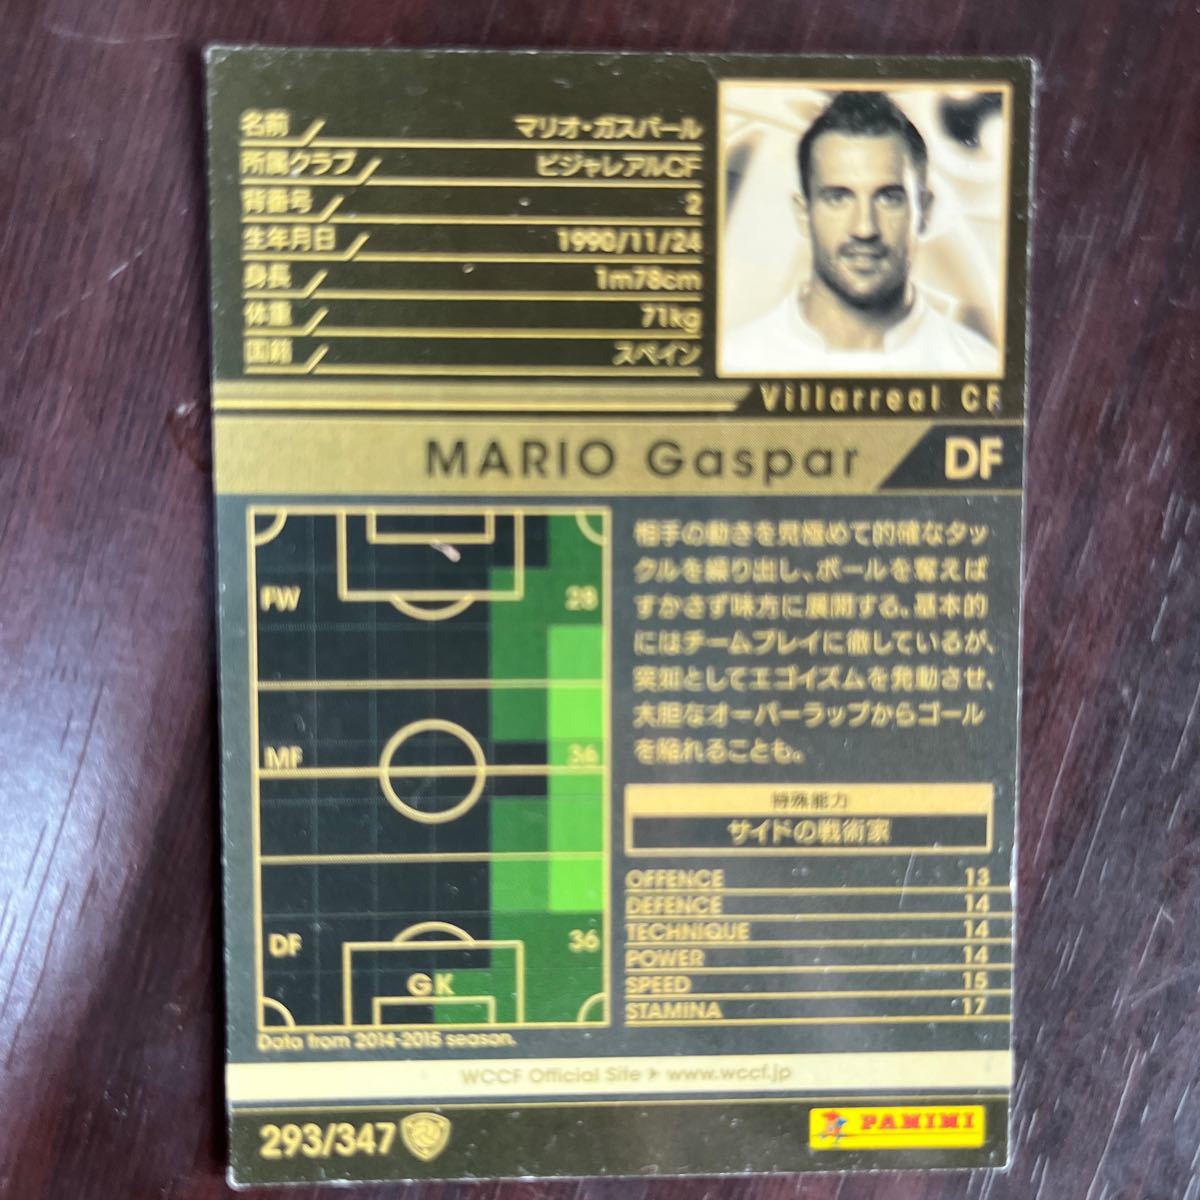 名前 マリオ・ガスパール
所属クラブ ビジャレアルCF
背番号 2
生年月日 1990/11/24
身長 1m78cm
体重 71kg
国籍 スペイン
Villarreal CF
MARIO Gaspar DF
FW 28
MF 36
DF 36
GK
Data from 2014-2015 season.
相手の動きを見極めて的確なタッ
クルを繰り出し、ボールを奪えば
すかさず味方に展開する。基本的
にはチームプレイに徹しているが、
突如としてエゴイズムを発動させ、
大胆なオーバーラップからゴール
を陥れることも。
特殊能力
サイドの戦術家
OFFENCE 13
DEFENCE 14
TECHNIQUE 14
POWER 14
SPEED 15
STAMINA 17
WCCF Official Site www.wccf.jp
293/347
PANINI